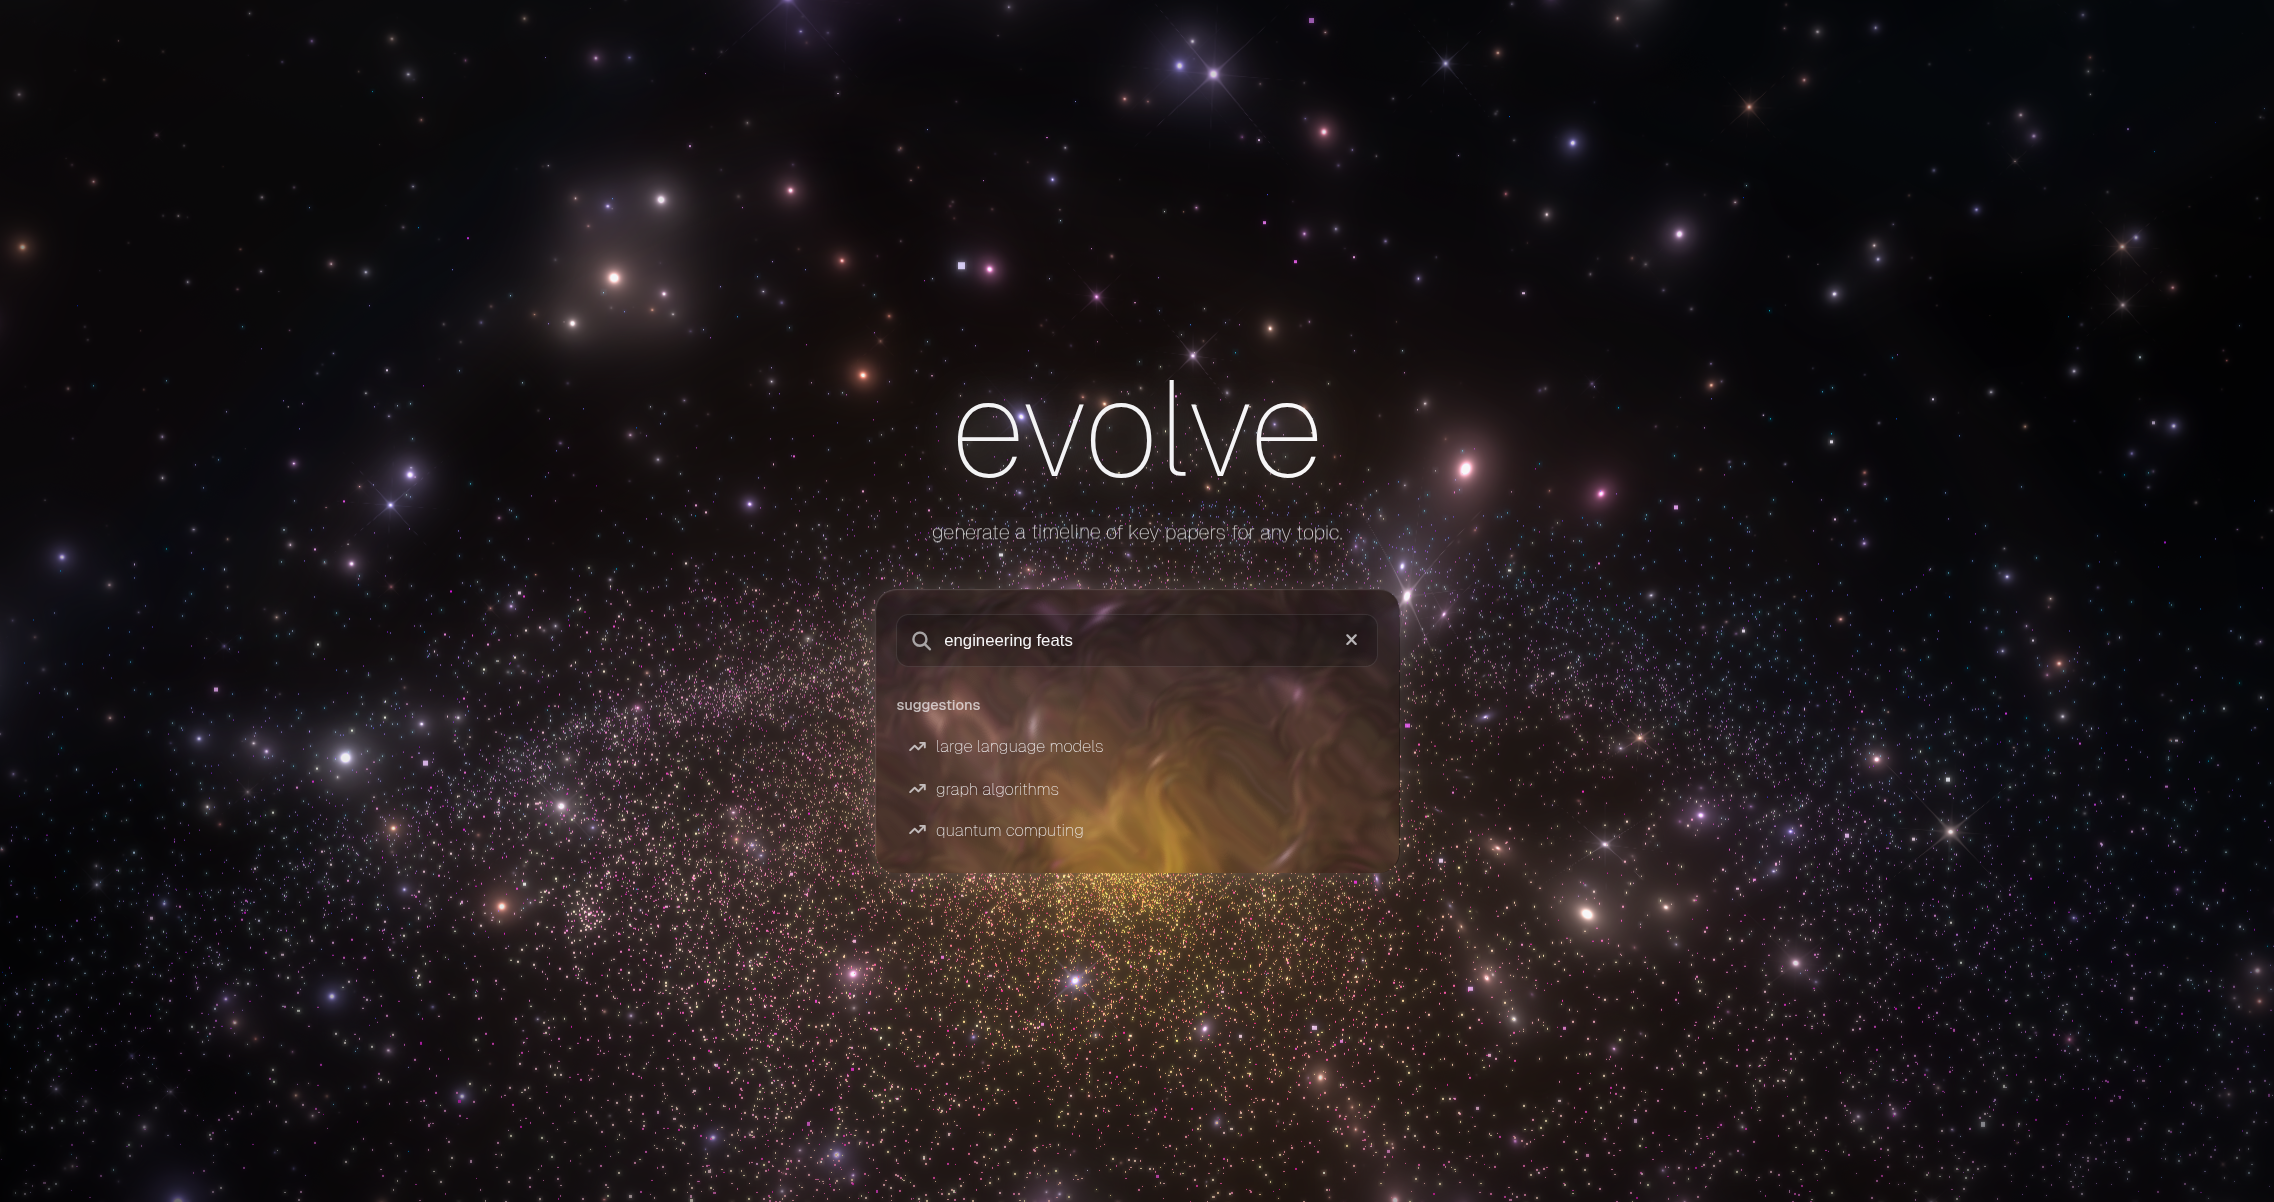 evolve
generate a timeline of key papers for any topic.
engineering feats
suggestions
large language models
graph algorithms
quantum computing